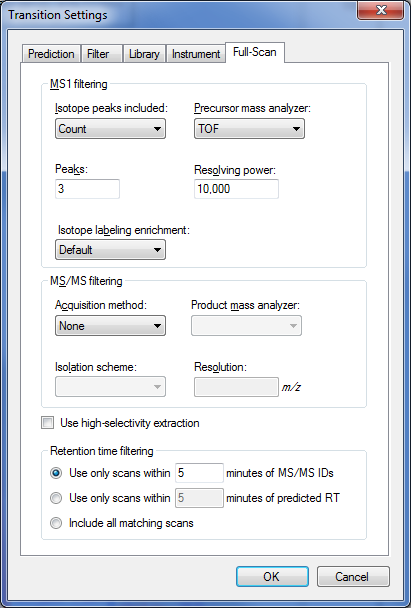 Transition Settings
Prediction Filter Library Instrument Full-Scan
MS1 filtering
Isotope peaks included: Precursor mass analyzer:
Count TOF
Peaks: Resolving power:
3 10,000
Isotope labeling enrichment:
Default
MS/MS filtering
Acquisition method: Product mass analyzer:
None
Isolation scheme: Resolution:
m/z
Use high-selectivity extraction
Retention time filtering
Use only scans within 5 minutes of MS/MS IDs
Use only scans within 5 minutes of predicted RT
Include all matching scans
OK Cancel